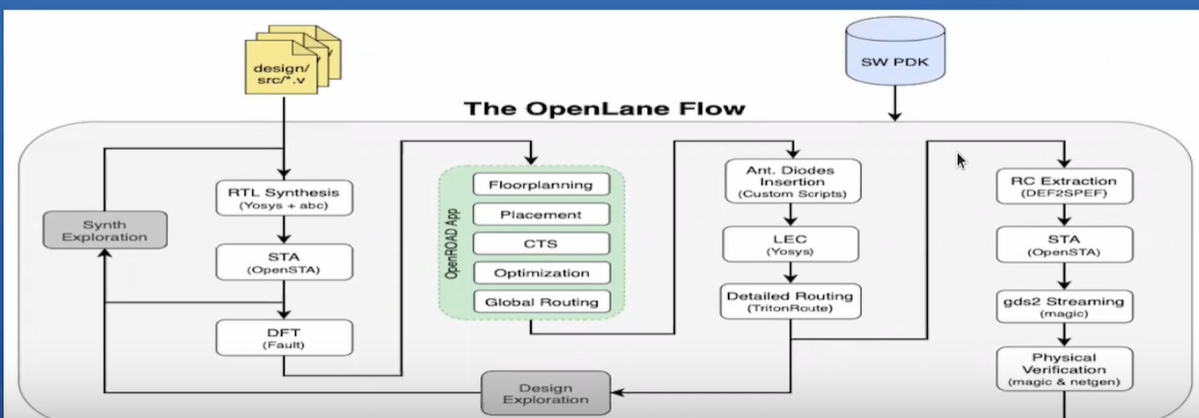 design/
src/*.v
SW PDK
The OpenLane Flow
RTL Synthesis
(Yosys + abc)
Synth
Exploration
STA
(OpenSTA)
DFT
(Fault)
OpenROAD App
Floorplanning
Placement
CTS
Optimization
Global Routing
Ant. Diodes
Insertion
(Custom Scripts)
LEC
(Yosys)
Detailed Routing
(TritonRoute)
Design
Exploration
RC Extraction
(DEF2SPEF)
STA
(OpenSTA)
gds2 Streaming
(magic)
Physical
Verification
(magic & netgen)